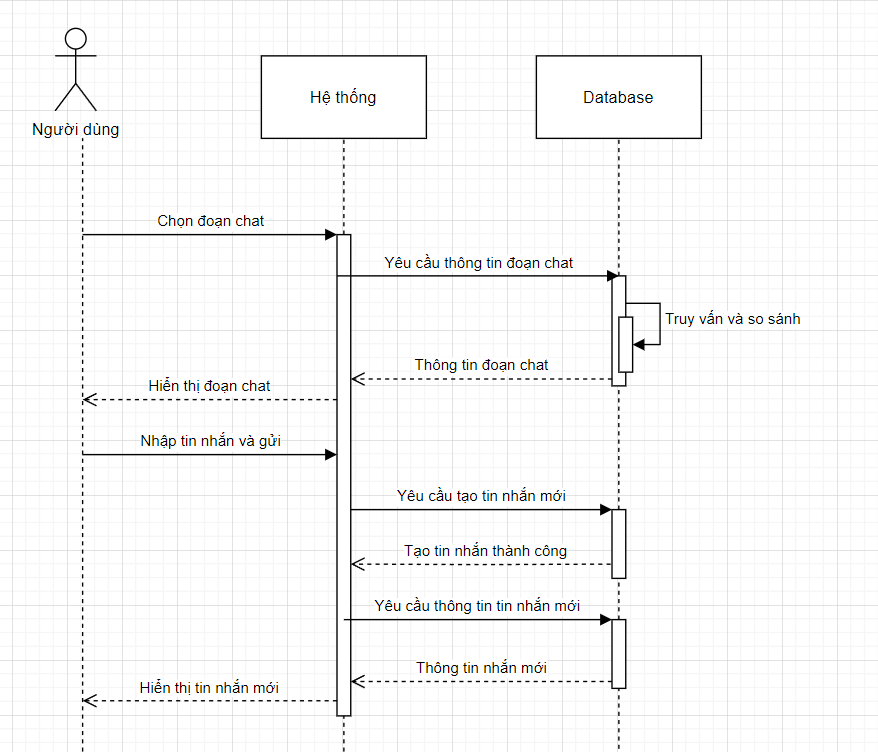 Người dùng
Hệ thống
Database
Chọn đoạn chat
Yêu cầu thông tin đoạn chat
Truy vấn và so sánh
Thông tin đoạn chat
Hiển thị đoạn chat
Nhập tin nhắn và gửi
Yêu cầu tạo tin nhắn mới
Tạo tin nhắn thành công
Yêu cầu thông tin tin nhắn mới
Thông tin nhắn mới
Hiển thị tin nhắn mới